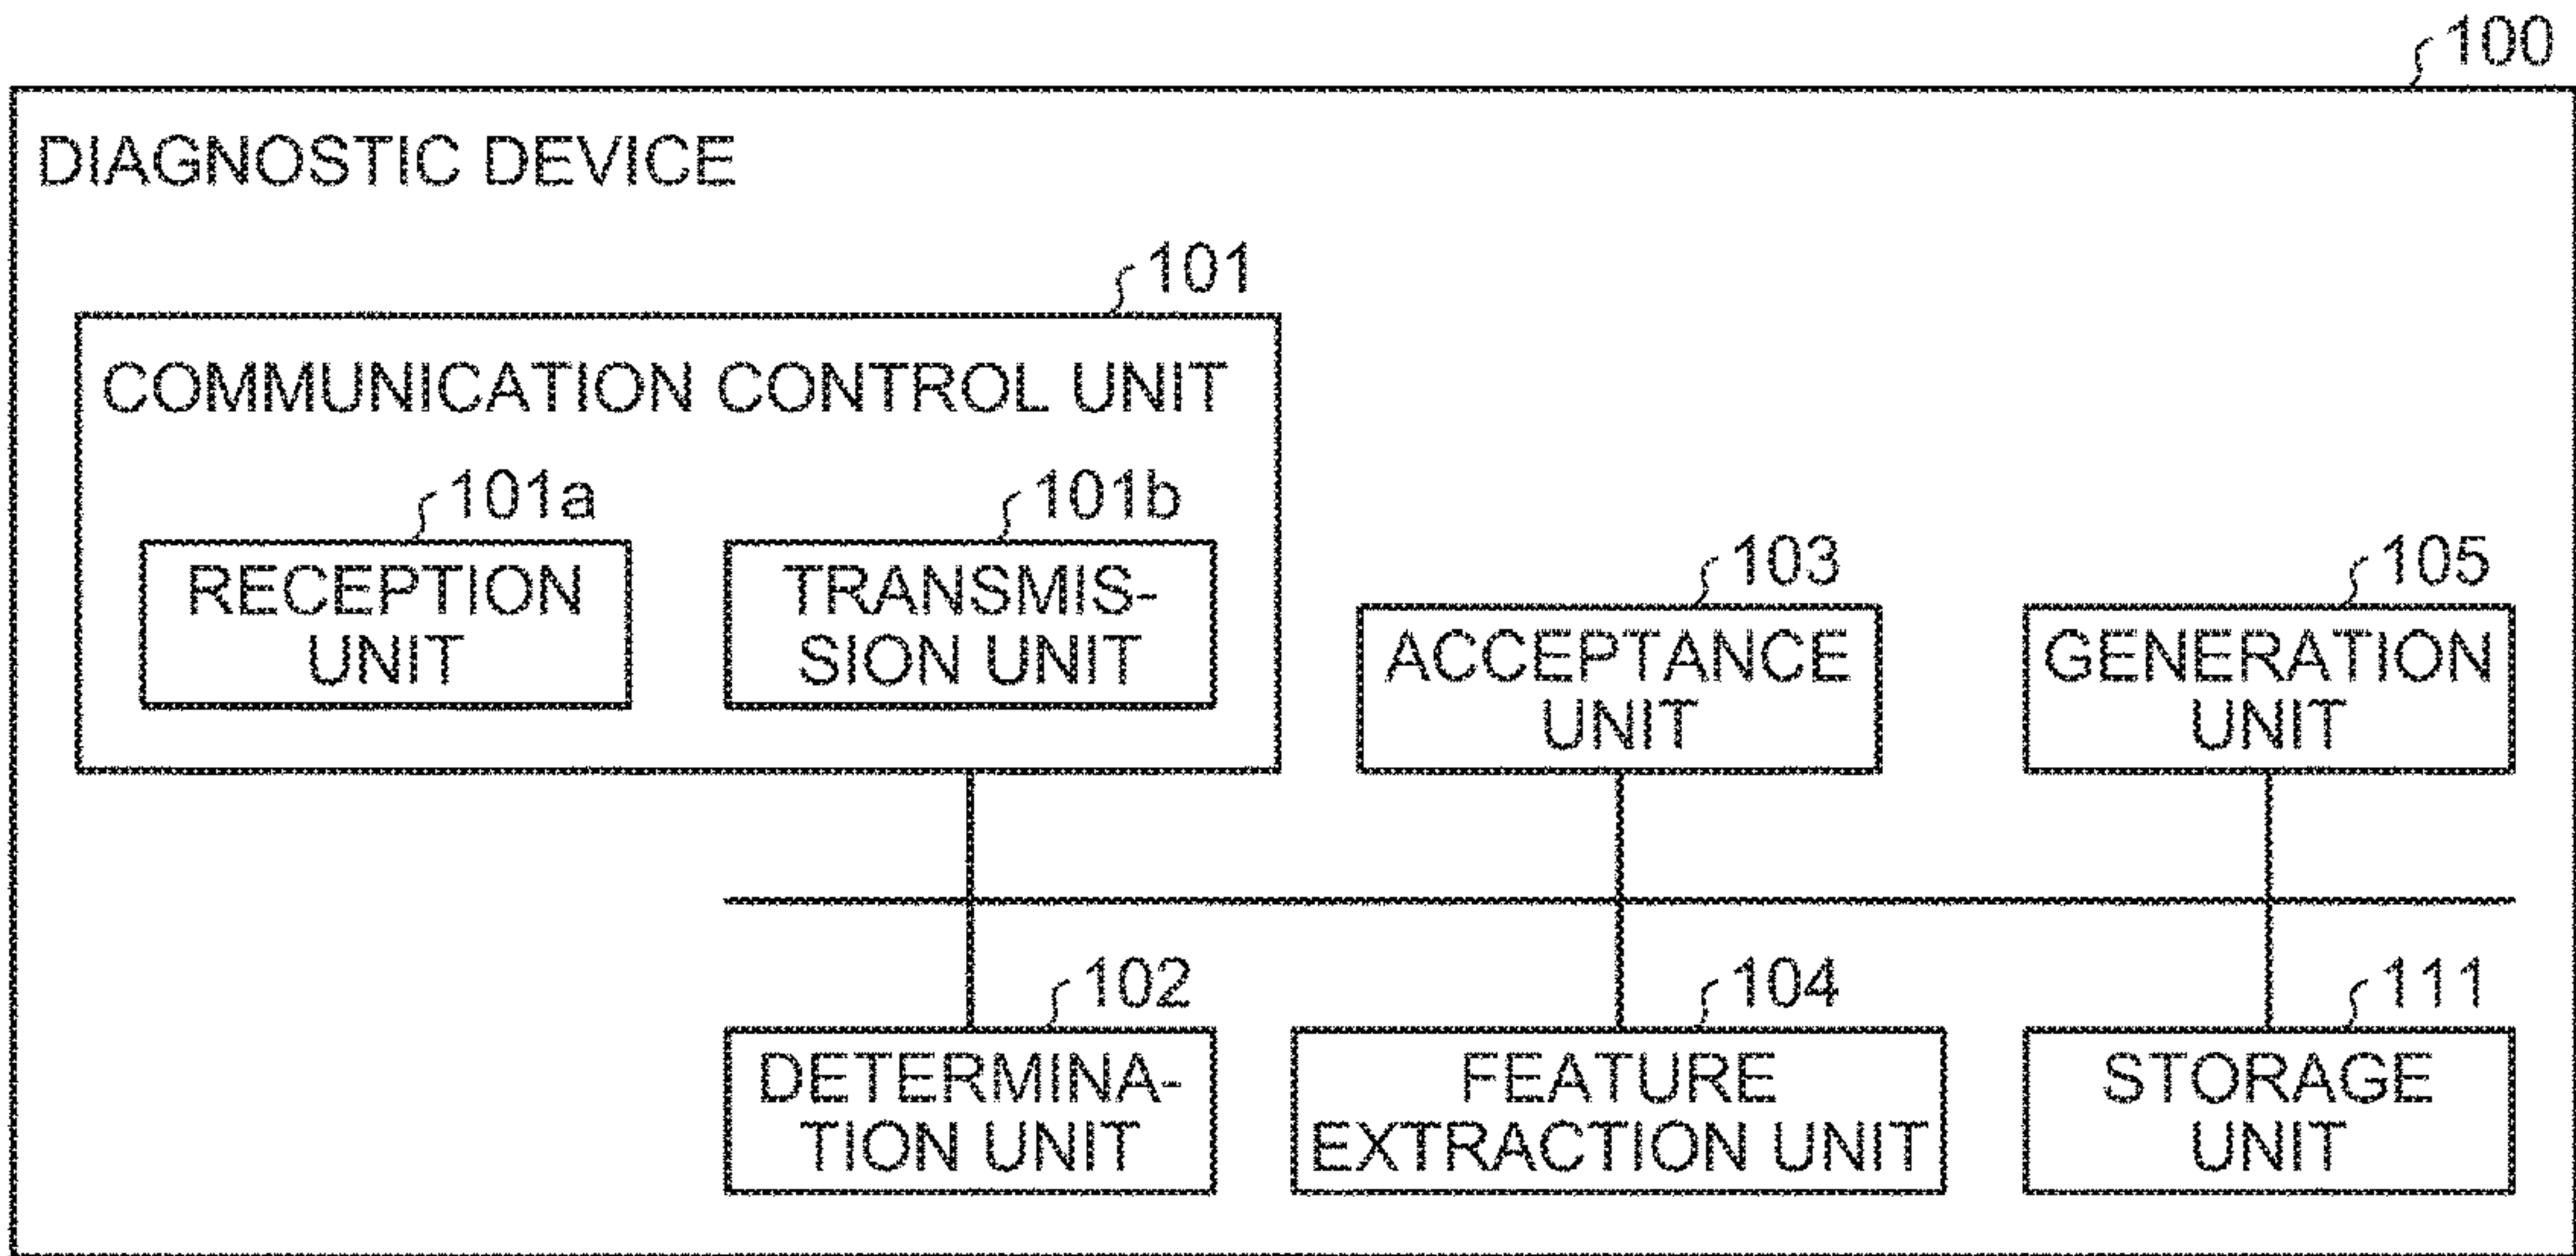 100
DIAGNOSTIC DEVICE
101
COMMUNICATION CONTROL UNIT
101a
RECEPTION
UNIT
101b
TRANSMIS-
SION UNIT
103
ACCEPTANCE
UNIT
105
GENERATION
UNIT
102
DETERMINA-
TION UNIT
104
FEATURE
EXTRACTION UNIT
111
STORAGE
UNIT